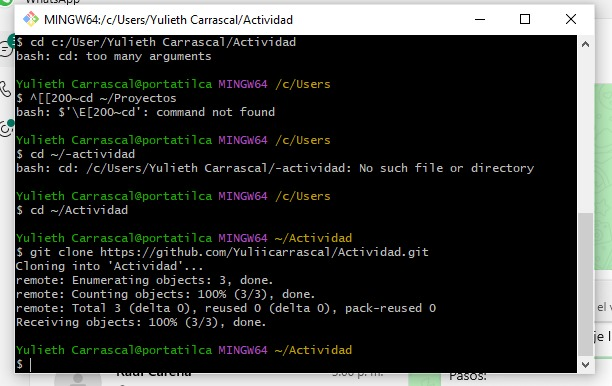 WhatsApp
MINGW64:/c/Users/Yulieth Carrascal/Actividad
$ cd c:/User/Yulieth Carrascal/Actividad
bash: cd: too many arguments
Yulieth Carrascal@portatilca MINGW64 /c/Users
$ ^[[200~cd ~/Proyectos
bash: $'\E[200~cd': command not found
Yulieth Carrascal@portatilca MINGW64 /c/Users
$ cd ~/-actividad
bash: cd: /c/Users/Yulieth Carrascal/-actividad: No such file or directory
Yulieth Carrascal@portatilca MINGW64 /c/Users
$ cd ~/Actividad
Yulieth Carrascal@portatilca MINGW64 ~/Actividad
$ git clone https://github.com/Yuliicarrascal/Actividad.git
Cloning into 'Actividad'...
remote: Enumerating objects: 3, done.
remote: Counting objects: 100% (3/3), done.
remote: Total 3 (delta 0), reused 0 (delta 0), pack-reused 0
Receiving objects: 100% (3/3), done.
Yulieth Carrascal@portatilca MINGW64 ~/Actividad
$
el v
je l
Pasos: